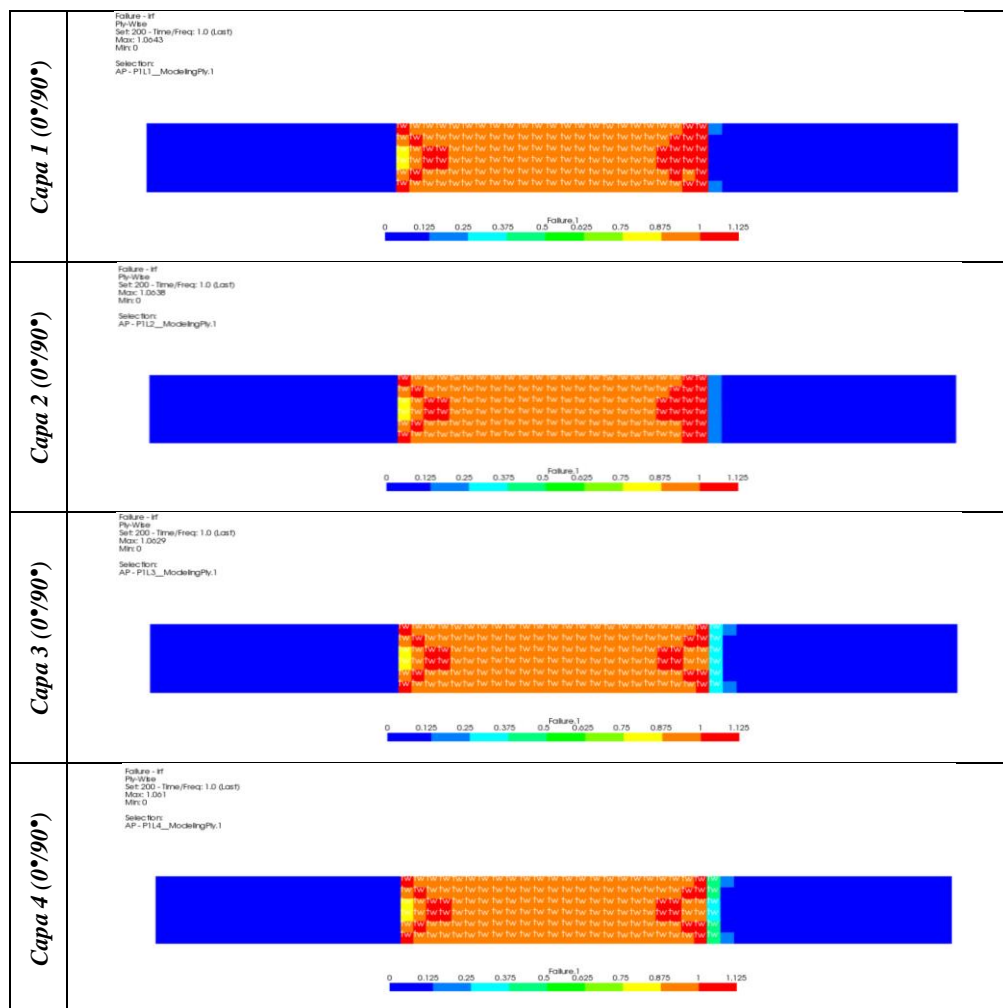 Capa 1 (0°/90°)
Failure - irf
Ply-Wise
Set: 200 - Time/Freq: 1.0 (Last)
Max: 1.0643
Min: 0
Selection:
AP - P1L1__ModelingPly.1
Failure.1
0 0.125 0.25 0.375 0.5 0.625 0.75 0.875 1 1.125
Capa 2 (0°/90°)
Failure - irf
Ply-Wise
Set: 200 - Time/Freq: 1.0 (Last)
Max: 1.0638
Min: 0
Selection:
AP - P1L2__ModelingPly.1
Failure.1
0 0.125 0.25 0.375 0.5 0.625 0.75 0.875 1 1.125
Capa 3 (0°/90°)
Failure - irf
Ply-Wise
Set: 200 - Time/Freq: 1.0 (Last)
Max: 1.0629
Min: 0
Selection:
AP - P1L3__ModelingPly.1
Failure.1
0 0.125 0.25 0.375 0.5 0.625 0.75 0.875 1 1.125
Capa 4 (0°/90°)
Failure - irf
Ply-Wise
Set: 200 - Time/Freq: 1.0 (Last)
Max: 1.061
Min: 0
Selection:
AP - P1L4__ModelingPly.1
Failure.1
0 0.125 0.25 0.375 0.5 0.625 0.75 0.875 1 1.125